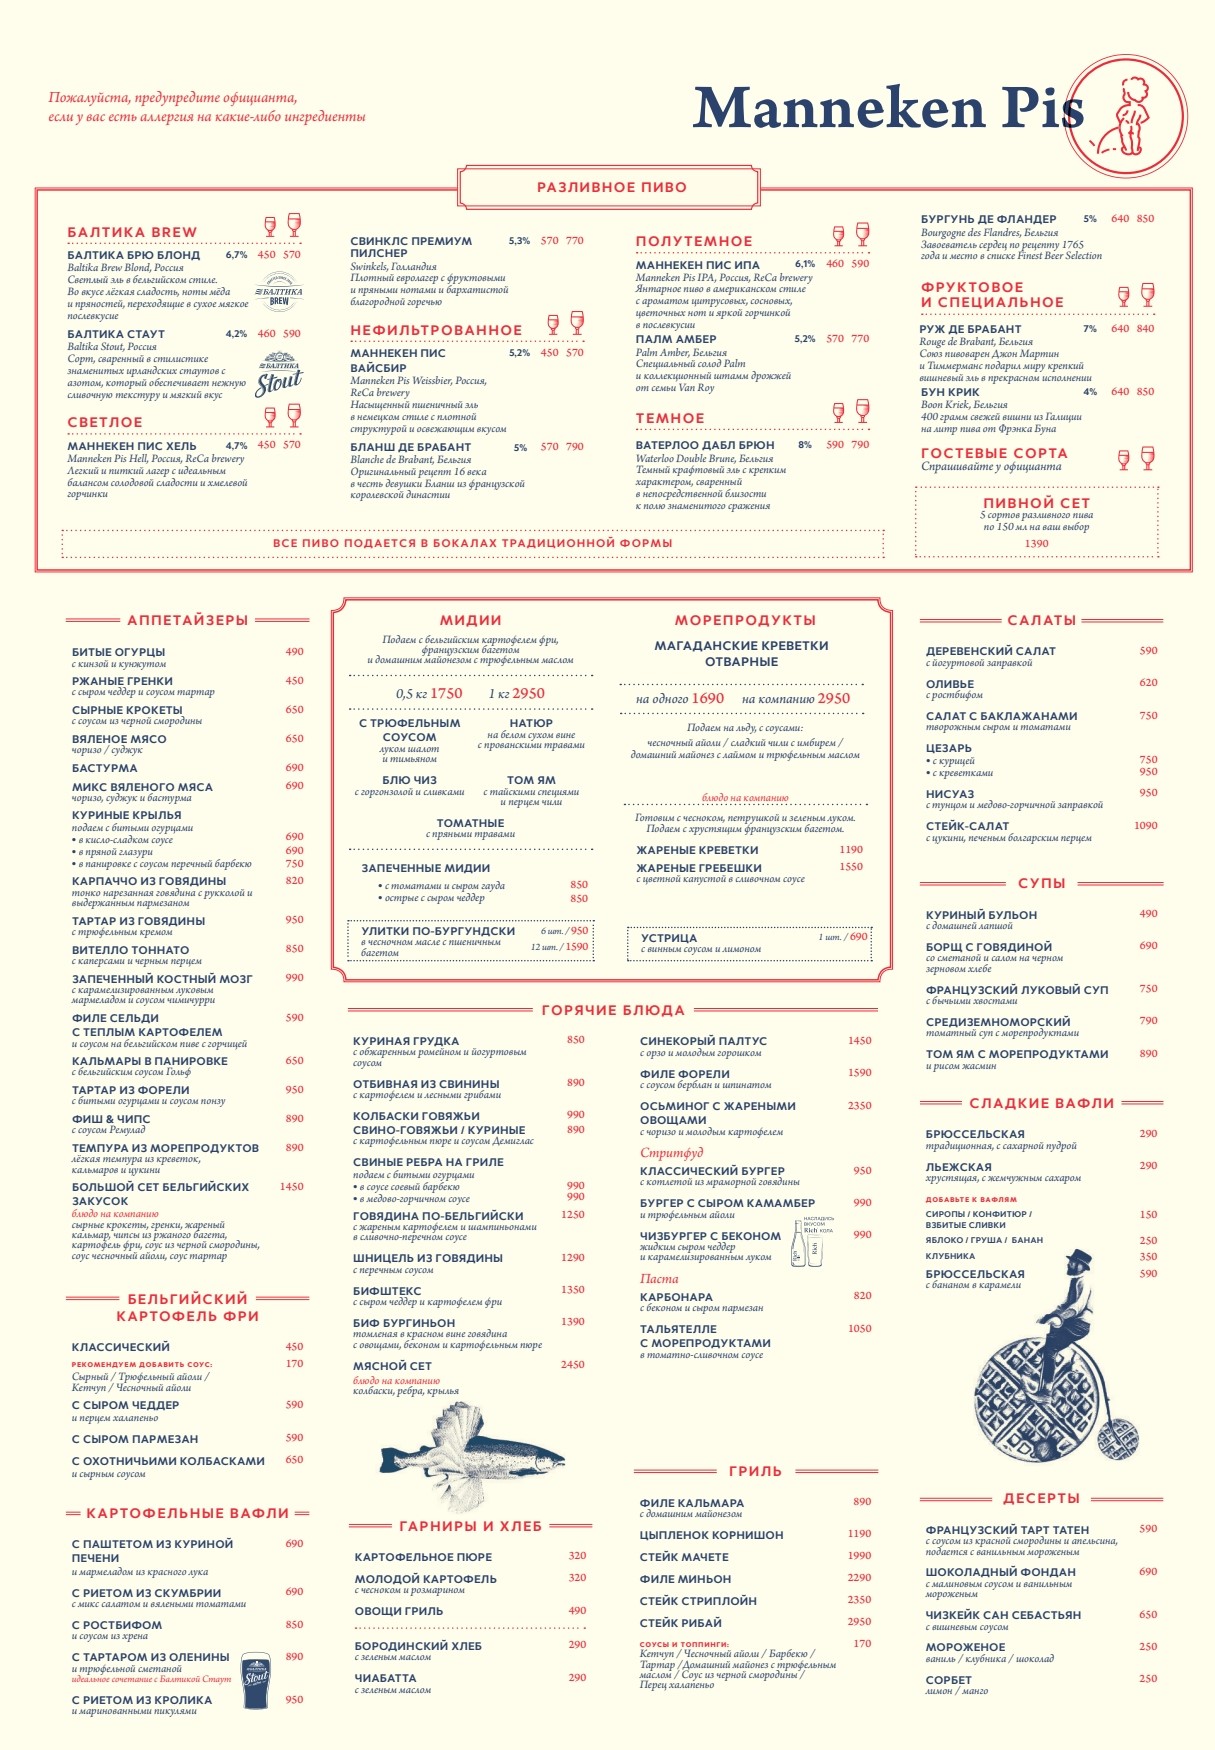 Пожалуйста, предупредите официанта,
если у вас есть аллергия на какие-либо ингредиенты
Manneken Pis
РАЗЛИВНОЕ ПИВО
БАЛТИКА BREW
БАЛТИКА БРЮ БЛОНД 6,7% 450 570
Baltika Brew Blond, Россия
Светлый эль в бельгийском стиле.
Во вкусе лёгкая сладость, ноты мёда
и пряностей, переходящие в сухое мягкое
послевкусие
БАЛТИКА
BREW
БАЛТИКА СТАУТ 4,2% 460 590
Baltika Stout, Россия
Сорт, сваренный в стилистике
знаменитых ирландских стаутов с
азотом, который обеспечивает нежную
сливочную текстуру и мягкий вкус
БАЛТИКА
Stout
СВЕТЛОЕ
МАННЕКЕН ПИС ХЕЛЬ 4,7% 450 570
Manneken Pis Hell, Россия, ReCa brewery
Легкий и питкий лагер с идеальным
балансом солодовой сладости и хмелевой
горчинки
СВИНКЛС ПРЕМИУМ 5,3% 570 770
ПИЛСНЕР
Swinkels, Голландия
Плотный евролагер с фруктовыми
и пряными нотами и бархатистой
благородной горечью
НЕФИЛЬТРОВАННОЕ
МАННЕКЕН ПИС 5,2% 450 570
ВАЙСБИР
Manneken Pis Weissbier, Россия,
ReCa brewery
Насыщенный пшеничный эль
в немецком стиле с плотной
структурой и освежающим вкусом
БЛАНШ ДЕ БРАБАНТ 5% 570 790
Blanche de Brabant, Бельгия
Оригинальный рецепт 16 века
в честь девушки Бланш из французской
королевской династии
ПОЛУТЕМНОЕ
МАННЕКЕН ПИС ИПА 6,1% 460 590
Manneken Pis IPA, Россия, ReCa brewery
Янтарное пиво в американском стиле
с ароматом цитрусовых, сосновых,
цветочных нот и яркой горчинкой
в послевкусии
ПАЛМ АМБЕР 5,2% 570 770
Palm Amber, Бельгия
Специальный солод Palm
и коллекционный штамм дрожжей
от семьи Van Roy
ТЕМНОЕ
ВАТЕРЛОО ДАБЛ БРЮН 8% 590 790
Waterloo Double Brune, Бельгия
Темный крафтовый эль с крепким
характером, сваренный
в непосредственной близости
к полю знаменитого сражения
БУРГУНЬ ДЕ ФЛАНДЕР 5% 640 850
Bourgogne des Flandres, Бельгия
Завоеватель сердец по рецепту 1765
года и место в списке Finest Beer Selection
ФРУКТОВОЕ
И СПЕЦИАЛЬНОЕ
РУЖ ДЕ БРАБАНТ 7% 640 840
Rouge de Brabant, Бельгия
Союз пивоварен Джон Мартин
и Тиммерманс подарил миру крепкий
вишневый эль в прекрасном исполнении
БУН КРИК 4% 640 850
Boon Kriek, Бельгия
400 грамм свежей вишни из Галиции
на литр пива от Фрэнка Буна
ГОСТЕВЫЕ СОРТА
Спрашивайте у официанта
ПИВНОЙ СЕТ
5 сортов разливного пива
по 150 мл на ваш выбор
1390
ВСЕ ПИВО ПОДАЕТСЯ В БОКАЛАХ ТРАДИЦИОННОЙ ФОРМЫ
АППЕТАЙЗЕРЫ
БИТЫЕ ОГУРЦЫ 490
с кинзой и кунжутом
РЖАНЫЕ ГРЕНКИ 450
с сыром чеддер и соусом тартар
СЫРНЫЕ КРОКЕТЫ 650
с соусом из черной смородины
ВЯЛЕНОЕ МЯСО 650
чоризо / суджук
БАСТУРМА 690
МИКС ВЯЛЕНОГО МЯСА 690
чоризо, суджук и бастурма
КУРИНЫЕ КРЫЛЬЯ
подаем с битыми огурцами
• в кисло-сладком соусе 690
• в пряной глазури 690
• в панировке с соусом перечный барбекю 750
КАРПАЧЧО ИЗ ГОВЯДИНЫ 820
тонко нарезанная говядина с рукколой и
выдержанным пармезаном
ТАРТАР ИЗ ГОВЯДИНЫ 950
с трюфельным кремом
ВИТЕЛЛО ТОННАТО 850
с каперсами и черным перцем
ЗАПЕЧЕННЫЙ КОСТНЫЙ МОЗГ 990
с карамелизированным луковым
мармеладом и соусом чимичурри
ФИЛЕ СЕЛЬДИ 590
С ТЕПЛЫМ КАРТОФЕЛЕМ
и соусом на бельгийском пиве с горчицей
КАЛЬМАРЫ В ПАНИРОВКЕ 650
с бельгийским соусом Гольф
ТАРТАР ИЗ ФОРЕЛИ 950
с битыми огурцами и соусом понзу
ФИШ & ЧИПС 890
с соусом Ремулад
ТЕМПУРА ИЗ МОРЕПРОДУКТОВ 890
лёгкая темпура из креветок,
кальмаров и цукини
БОЛЬШОЙ СЕТ БЕЛЬГИЙСКИХ 1450
ЗАКУСОК
блюдо на компанию
сырные крокеты, гренки, жареный
кальмар, чипсы из ржаного багета,
картофель фри, соус из черной смородины,
соус чесночный айоли, соус тартар
БЕЛЬГИЙСКИЙ
КАРТОФЕЛЬ ФРИ
КЛАССИЧЕСКИЙ 450
РЕКОМЕНДУЕМ ДОБАВИТЬ СОУС: 170
Сырный / Трюфельный айоли /
Кетчуп / Чесночный айоли
С СЫРОМ ЧЕДДЕР 590
и перцем халапеньо
С СЫРОМ ПАРМЕЗАН 590
С ОХОТНИЧЬИМИ КОЛБАСКАМИ 650
и сырным соусом
КАРТОФЕЛЬНЫЕ ВАФЛИ
С ПАШТЕТОМ ИЗ КУРИНОЙ 690
ПЕЧЕНИ
и мармеладом из красного лука
С РИЕТОМ ИЗ СКУМБРИИ 690
с микс салатом и вялеными томатами
С РОСТБИФОМ 850
и соусом из хрена
С ТАРТАРОМ ИЗ ОЛЕНИНЫ 890
и трюфельной сметаной
идеальное сочетание с Балтикой Стаут
Stout
С РИЕТОМ ИЗ КРОЛИКА 950
и маринованными пикулями
МИДИИ
Подаем с бельгийским картофелем фри,
французским багетом
и домашним майонезом с трюфельным маслом
0,5 кг 1750 1 кг 2950
С ТРЮФЕЛЬНЫМ
СОУСОМ
луком шалот
и тимьяном
НАТЮР
на белом сухом вине
с прованскими травами
БЛЮ ЧИЗ
с горгонзолой и сливками
ТОМ ЯМ
с тайскими специями
и перцем чили
ТОМАТНЫЕ
с пряными травами
ЗАПЕЧЕННЫЕ МИДИИ
• с томатами и сыром гауда 850
• острые с сыром чеддер 850
УЛИТКИ ПО-БУРГУНДСКИ 6 шт. / 950
в чесночном масле с пшеничным 12 шт. / 1590
багетом
МОРЕПРОДУКТЫ
МАГАДАНСКИЕ КРЕВЕТКИ
ОТВАРНЫЕ
на одного 1690 на компанию 2950
Подаем на льду, с соусами:
чесночный айоли / сладкий чили с имбирем /
домашний майонез с лаймом и трюфельным маслом
блюдо на компанию
Готовим с чесноком, петрушкой и зеленым луком.
Подаем с хрустящим французским багетом.
ЖАРЕНЫЕ КРЕВЕТКИ 1190
ЖАРЕНЫЕ ГРЕБЕШКИ 1550
с цветной капустой в сливочном соусе
УСТРИЦА 1 шт. / 690
с винным соусом и лимоном
ГОРЯЧИЕ БЛЮДА
КУРИНАЯ ГРУДКА 850
с обжаренным ромейном и йогуртовым
соусом
ОТБИВНАЯ ИЗ СВИНИНЫ 890
с картофелем и лесными грибами
КОЛБАСКИ ГОВЯЖЬИ 990
СВИНО-ГОВЯЖЬИ / КУРИНЫЕ 890
с картофельным пюре и соусом Демиглас
СВИНЫЕ РЕБРА НА ГРИЛЕ
подаем с битыми огурцами
• в соусе соевый барбекю 990
• в медово-горчичном соусе 990
ГОВЯДИНА ПО-БЕЛЬГИЙСКИ 1250
с жареным картофелем и шампиньонами
в сливочно-перечном соусе
ШНИЦЕЛЬ ИЗ ГОВЯДИНЫ 1290
с перечным соусом
БИФШТЕКС 1350
с сыром чеддер и картофелем фри
БИФ БУРГИНЬОН 1390
томленая в красном вине говядина
с овощами, беконом и картофельным пюре
МЯСНОЙ СЕТ 2450
блюдо на компанию
колбаски, ребра, крылья
СИНЕКОРЫЙ ПАЛТУС 1450
с орзо и молодым горошком
ФИЛЕ ФОРЕЛИ 1590
с соусом берблан и шпинатом
ОСЬМИНОГ С ЖАРЕНЫМИ 2350
ОВОЩАМИ
с чоризо и молодым картофелем
Стритфуд
КЛАССИЧЕСКИЙ БУРГЕР 950
с котлетой из мраморной говядины
БУРГЕР С СЫРОМ КАМАМБЕР 990
и трюфельным айоли
НАСЛАДИСЬ
ВКУСОМ
Rich КОЛА
ЧИЗБУРГЕР С БЕКОНОМ 990
жидким сыром чеддер
и карамелизированным луком
Rich
Rich
Паста
КАРБОНАРА 820
с беконом и сыром пармезан
ТАЛЬЯТЕЛЛЕ 1050
С МОРЕПРОДУКТАМИ
в томатно-сливочном соусе
ГАРНИРЫ И ХЛЕБ
КАРТОФЕЛЬНОЕ ПЮРЕ 320
МОЛОДОЙ КАРТОФЕЛЬ 320
с чесноком и розмарином
ОВОЩИ ГРИЛЬ 490
БОРОДИНСКИЙ ХЛЕБ 290
с зеленым маслом
ЧИАБАТТА 290
с зеленым маслом
ГРИЛЬ
ФИЛЕ КАЛЬМАРА 890
с домашним майонезом
ЦЫПЛЕНОК КОРНИШОН 1190
СТЕЙК МАЧЕТЕ 1990
ФИЛЕ МИНЬОН 2290
СТЕЙК СТРИПЛОЙН 2350
СТЕЙК РИБАЙ 2950
СОУСЫ И ТОППИНГИ: 170
Кетчуп / Чесночный айоли / Барбекю /
Тартар / Домашний майонез с трюфельным
маслом / Соус из черной смородины /
Перец халапеньо
САЛАТЫ
ДЕРЕВЕНСКИЙ САЛАТ 590
с йогуртовой заправкой
ОЛИВЬЕ 620
с ростбифом
САЛАТ С БАКЛАЖАНАМИ 750
творожным сыром и томатами
ЦЕЗАРЬ
• с курицей 750
• с креветками 950
НИСУАЗ 950
с тунцом и медово-горчичной заправкой
СТЕЙК-САЛАТ 1090
с цукини, печеным болгарским перцем
СУПЫ
КУРИНЫЙ БУЛЬОН 490
с домашней лапшой
БОРЩ С ГОВЯДИНОЙ 690
со сметаной и салом на черном
зерновом хлебе
ФРАНЦУЗСКИЙ ЛУКОВЫЙ СУП 750
с бычьими хвостами
СРЕДИЗЕМНОМОРСКИЙ 790
томатный суп с морепродуктами
ТОМ ЯМ С МОРЕПРОДУКТАМИ 890
и рисом жасмин
СЛАДКИЕ ВАФЛИ
БРЮССЕЛЬСКАЯ 290
традиционная, с сахарной пудрой
ЛЬЕЖСКАЯ 290
хрустящая, с жемчужным сахаром
ДОБАВЬТЕ К ВАФЛЯМ
СИРОПЫ / КОНФИТЮР / 150
ВЗБИТЫЕ СЛИВКИ
ЯБЛОКО / ГРУША / БАНАН 250
КЛУБНИКА 350
БРЮССЕЛЬСКАЯ 590
с бананом в карамели
ДЕСЕРТЫ
ФРАНЦУЗСКИЙ ТАРТ ТАТЕН 590
с соусом из красной смородины и апельсина,
подается с ванильным мороженым
ШОКОЛАДНЫЙ ФОНДАН 690
с малиновым соусом и ванильным
мороженым
ЧИЗКЕЙК САН СЕБАСТЬЯН 650
с вишневым соусом
МОРОЖЕНОЕ 250
ваниль / клубника / шоколад
СОРБЕТ 250
лимон / манго